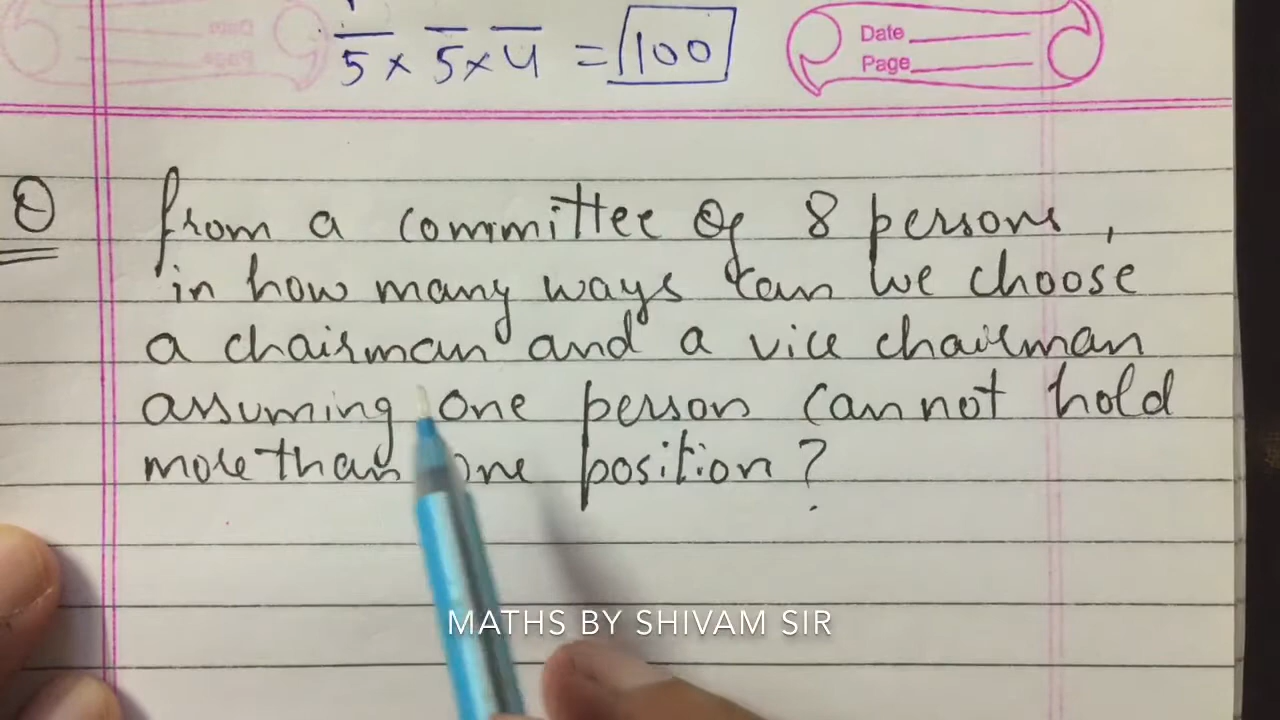 5 × 5 × 4 = 100
Date
Page
Q from a committee of 8 persons,
in how many ways can we choose
a chairman and a vice chairman
assuming one person cannot hold
more than one position?
MATHS BY SHIVAM SIR